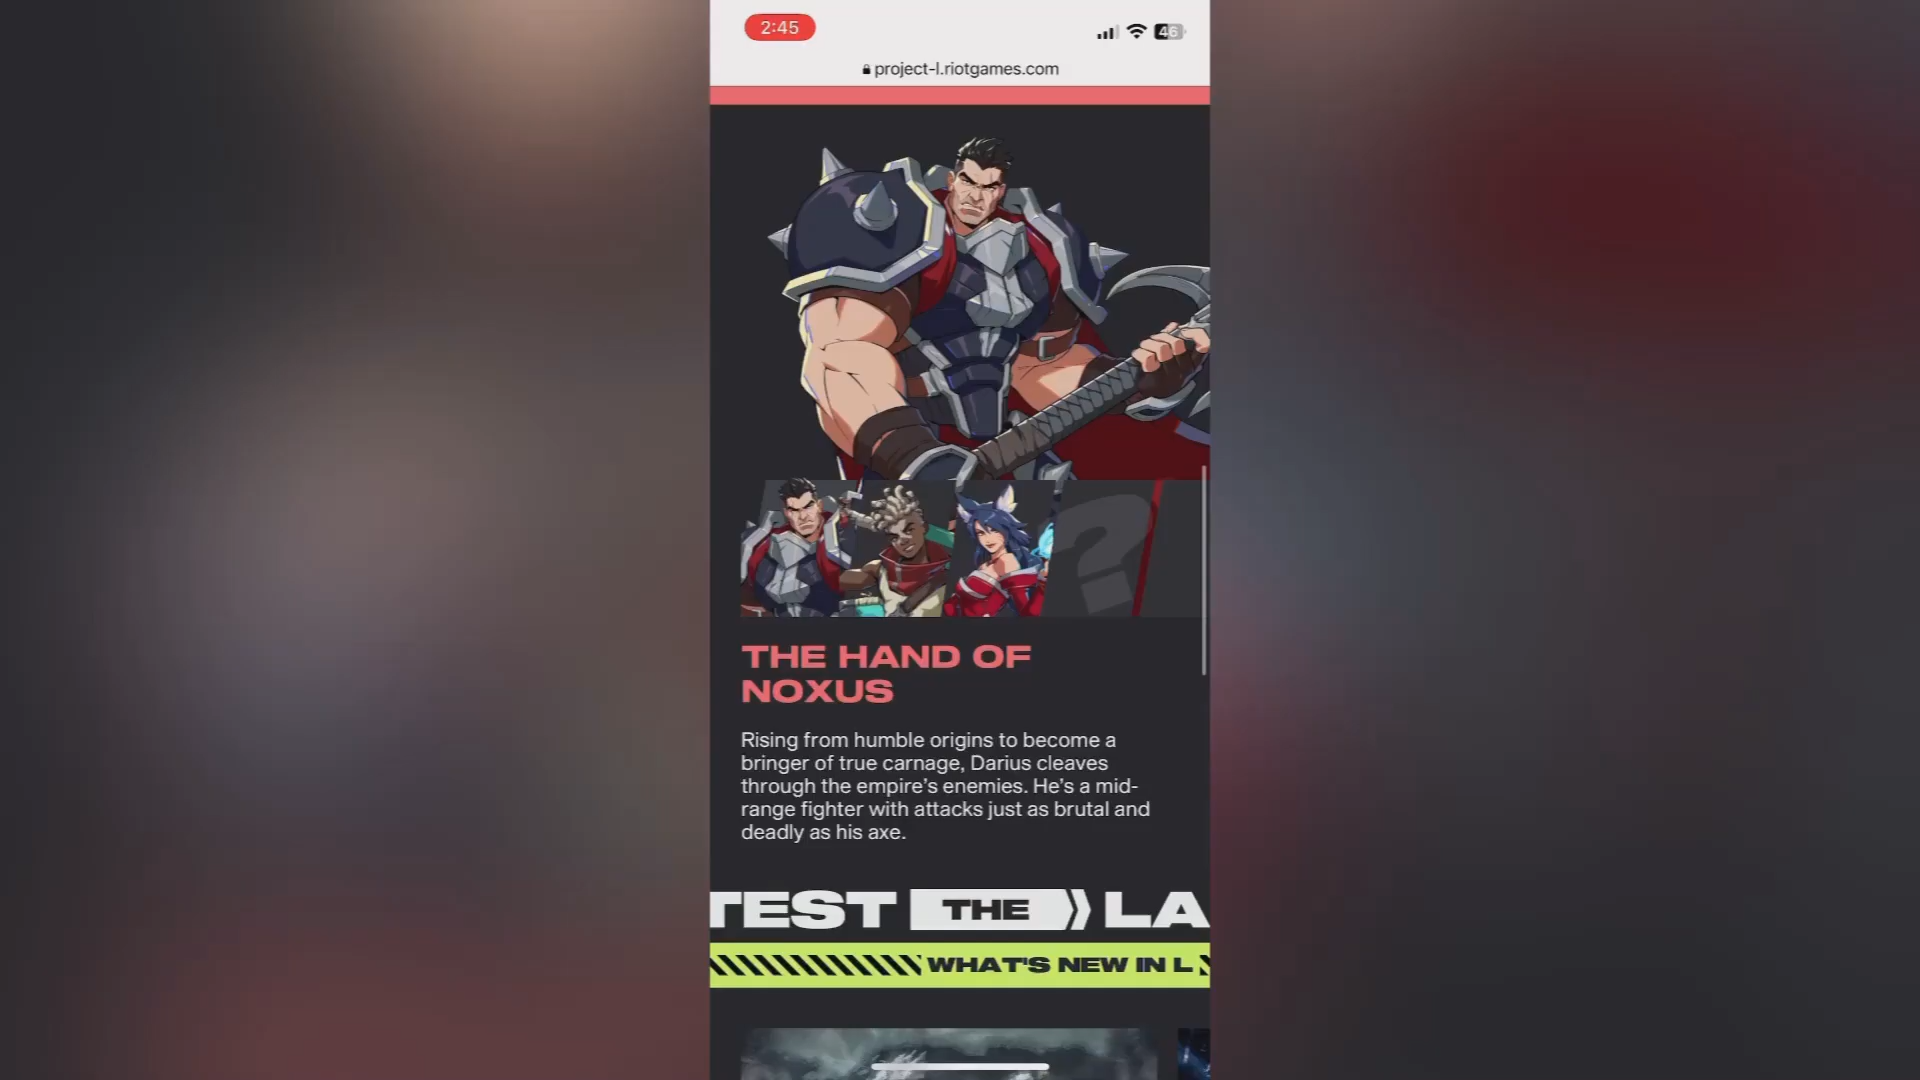 2:45
46
project-l.riotgames.com
?
THE HAND OF
NOXUS
Rising from humble origins to become a
bringer of true carnage, Darius cleaves
through the empire’s enemies. He’s a mid-
range fighter with attacks just as brutal and
deadly as his axe.
TEST THE LA
WHAT'S NEW IN L